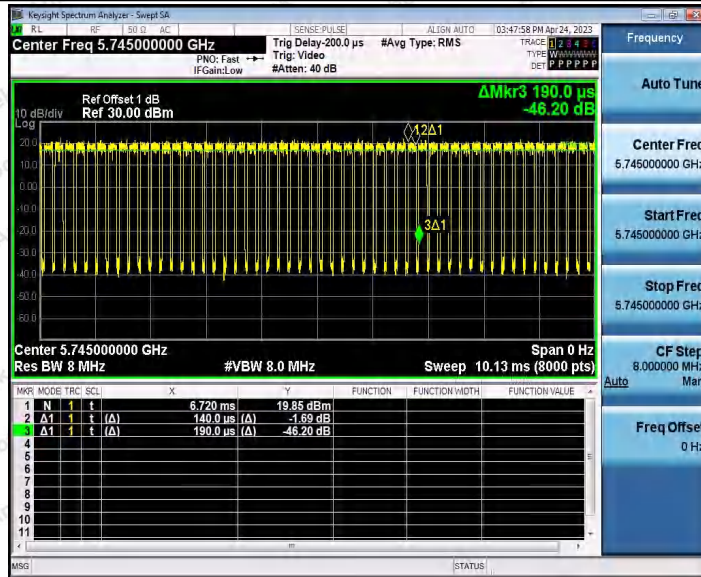 Keysight Spectrum Analyzer - Swept SA
RL RF 50 Ω AC SENSE:PULSE ALIGN AUTO 03:47:58 PM Apr 24, 2023
Center Freq 5.745000000 GHz
PNO: Fast
IFGain:Low
Trig Delay-200.0 µs
Trig: Video
#Atten: 40 dB
#Avg Type: RMS
TRACE 1 2 3 4 5 6
TYPE W
DET P P P P P P
Ref Offset 1 dB
10 dB/div Ref 30.00 dBm
ΔMkr3 190.0 µs
-46.20 dB
Log
20.0
10.0
0.00
-10.0
-20.0
-30.0
-40.0
-50.0
-60.0
12Δ1
3Δ1
Center 5.745000000 GHz Span 0 Hz
Res BW 8 MHz #VBW 8.0 MHz Sweep 10.13 ms (8000 pts)
MKR MODE TRC SCL X Y FUNCTION FUNCTION WIDTH FUNCTION VALUE
1 N 1 t 6.720 ms 19.85 dBm
2 Δ1 1 t (Δ) 140.0 µs (Δ) -1.69 dB
3 Δ1 1 t (Δ) 190.0 µs (Δ) -46.20 dB
4
5
6
7
8
9
10
11
MSG STATUS
Frequency
Auto Tune
Center Freq
5.745000000 GHz
Start Freq
5.745000000 GHz
Stop Freq
5.745000000 GHz
CF Step
8.000000 MHz
Auto Man
Freq Offset
0 Hz